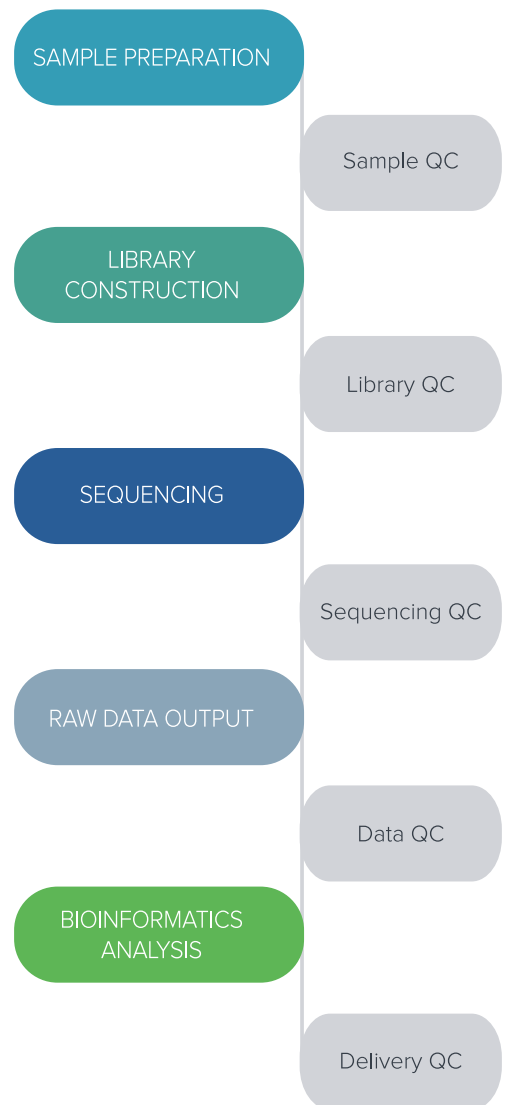 SAMPLE PREPARATION
Sample QC
LIBRARY
CONSTRUCTION
Library QC
SEQUENCING
Sequencing QC
RAW DATA OUTPUT
Data QC
BIOINFORMATICS
ANALYSIS
Delivery QC